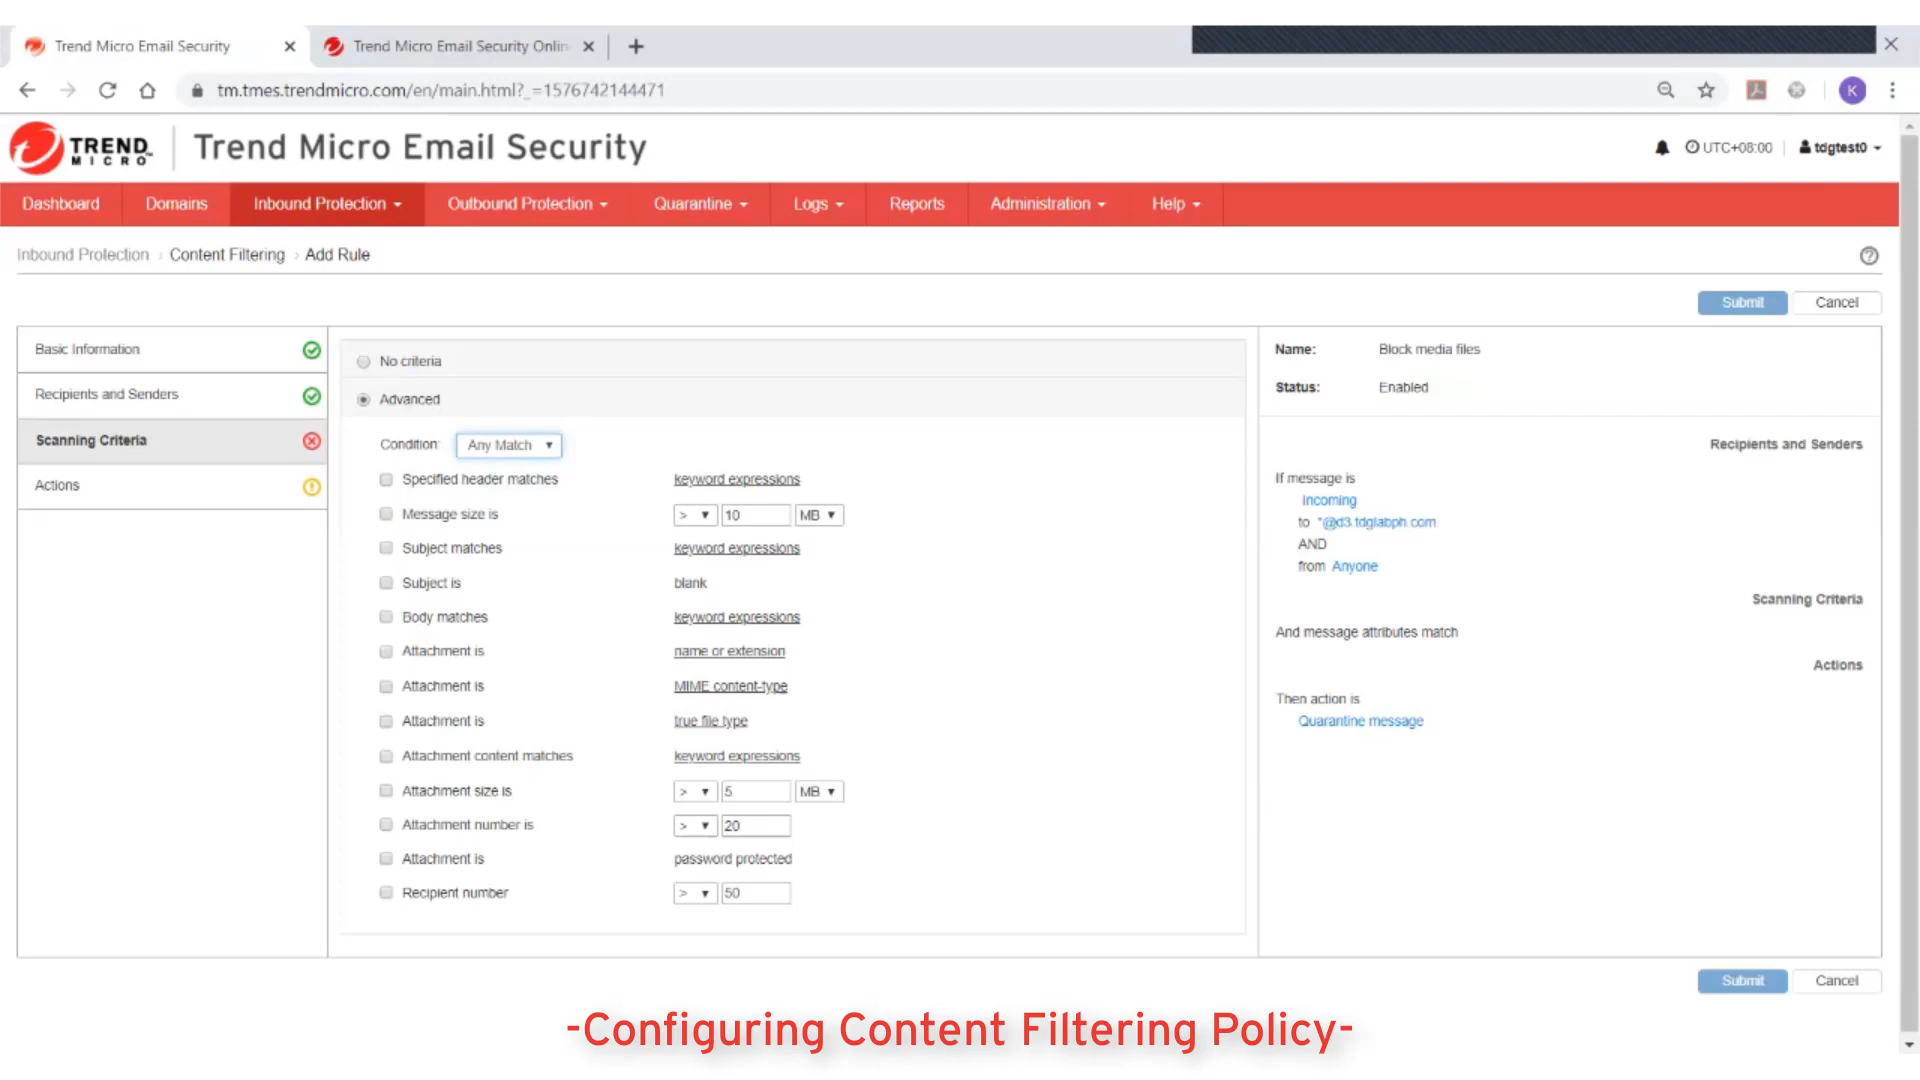 Trend Micro Email Security
Trend Micro Email Security Onlin
tm.tmes.trendmicro.com/en/main.html?_=1576742144471
K
TREND MICRO
Trend Micro Email Security
UTC+08:00
tdgtest0
Dashboard
Domains
Inbound Protection
Outbound Protection
Quarantine
Logs
Reports
Administration
Help
Inbound Protection › Content Filtering › Add Rule
Submit
Cancel
Basic Information
Recipients and Senders
Scanning Criteria
Actions
No criteria
Advanced
Condition: Any Match
Specified header matches keyword expressions
Message size is > 10 MB
Subject matches keyword expressions
Subject is blank
Body matches keyword expressions
Attachment is name or extension
Attachment is MIME content-type
Attachment is true file type
Attachment content matches keyword expressions
Attachment size is > 5 MB
Attachment number is > 20
Attachment is password protected
Recipient number > 50
Name: Block media files
Status: Enabled
Recipients and Senders
If message is
Incoming
to *@d3.tdglabph.com
AND
from Anyone
Scanning Criteria
And message attributes match
Actions
Then action is
Quarantine message
Submit
Cancel
-Configuring Content Filtering Policy-